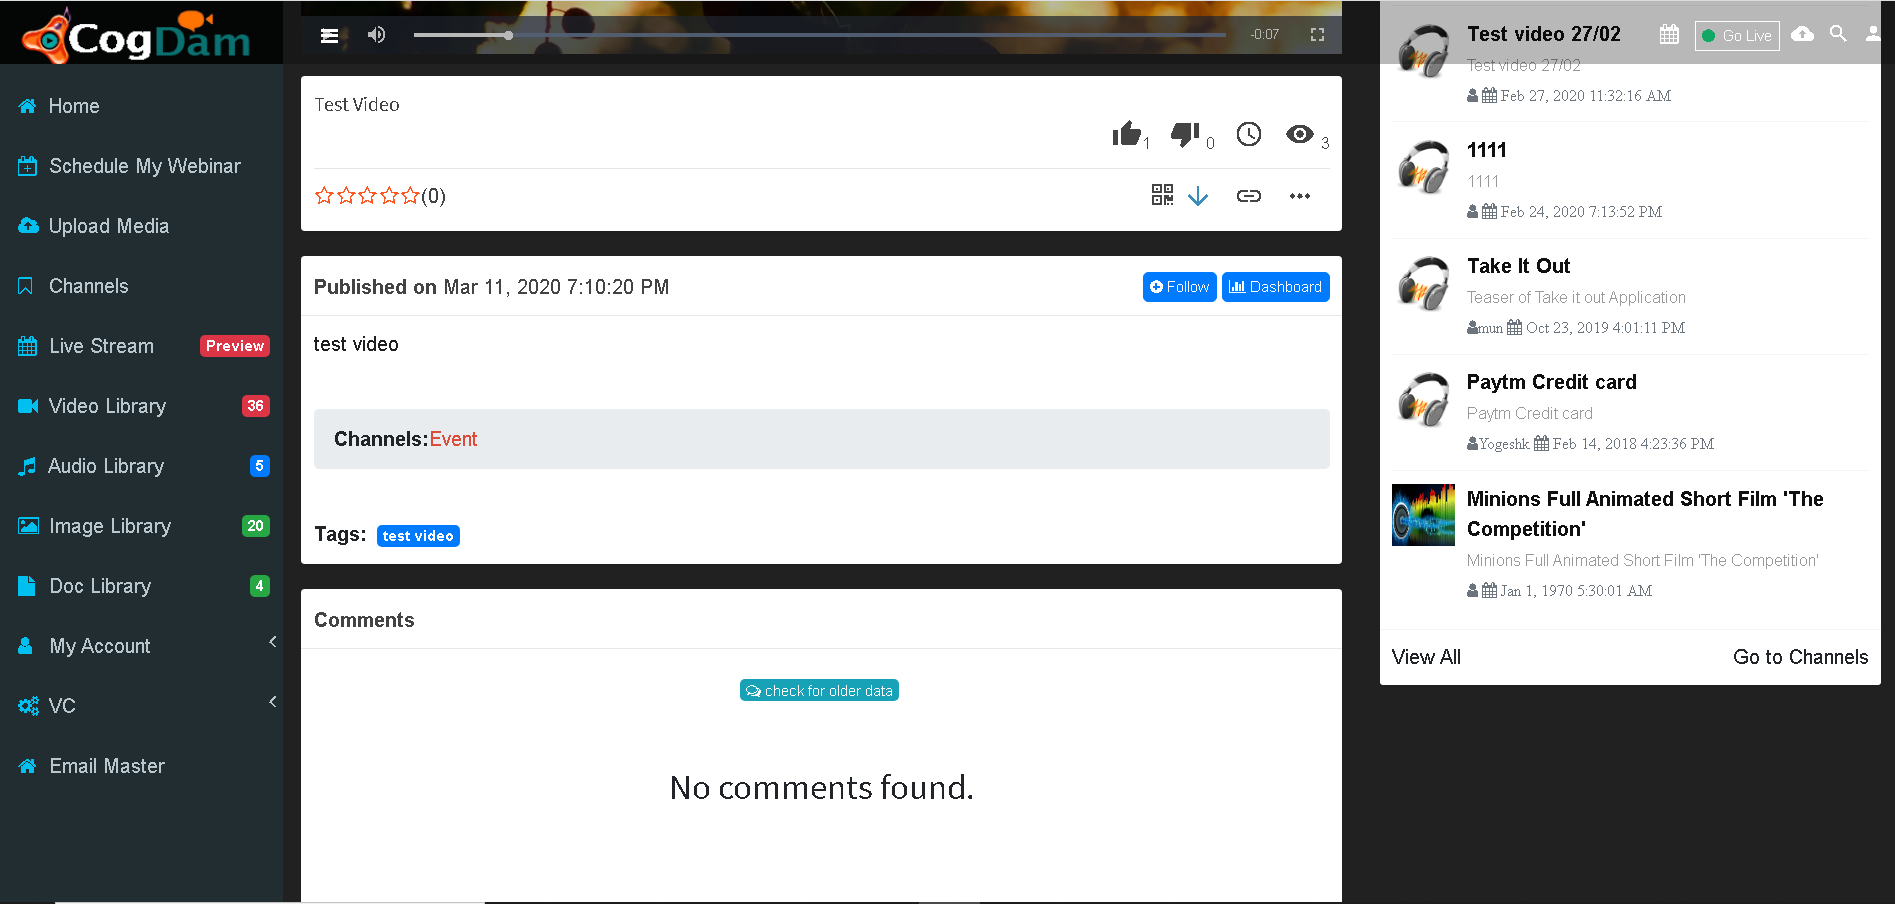 CogDam
Home
Schedule My Webinar
Upload Media
Channels
Live Stream
Preview
Video Library
36
Audio Library
5
Image Library
20
Doc Library
4
My Account
VC
Email Master
-0:07
Test Video
1
0
3
(0)
Published on Mar 11, 2020 7:10:20 PM
Follow
Dashboard
test video
Channels:Event
Tags: test video
Comments
check for older data
No comments found.
Go Live
Test video 27/02
Test video 27/02
Feb 27, 2020 11:32:16 AM
1111
1111
Feb 24, 2020 7:13:52 PM
Take It Out
Teaser of Take it out Application
mun Oct 23, 2019 4:01:11 PM
Paytm Credit card
Paytm Credit card
Yogeshk Feb 14, 2018 4:23:36 PM
Minions Full Animated Short Film 'The
Competition'
Minions Full Animated Short Film 'The Competition'
Jan 1, 1970 5:30:01 AM
View All
Go to Channels